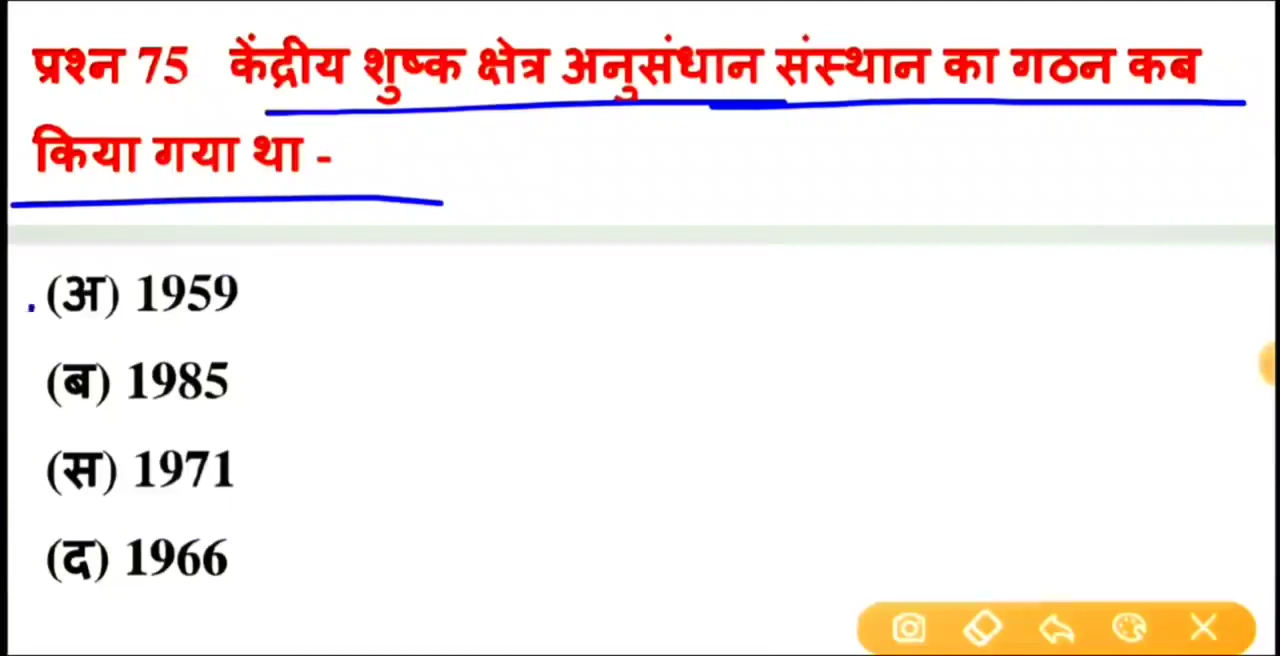 प्रश्न 75 केंद्रीय शुष्क क्षेत्र अनुसंधान संस्थान का गठन कब
किया गया था -
(अ) 1959
(ब) 1985
(स) 1971
(द) 1966